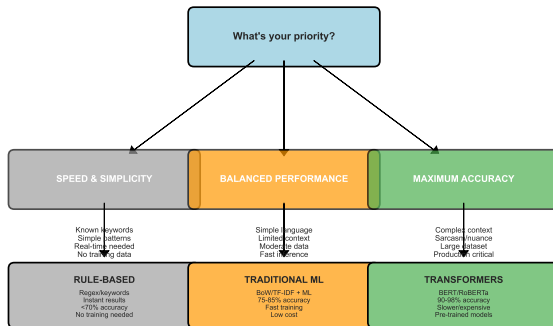 What's your priority?
SPEED & SIMPLICITY
BALANCED PERFORMANCE
MAXIMUM ACCURACY
Known keywords
Simple patterns
Real-time needed
No training data
Simple language
Limited context
Moderate data
Fast inference
Complex context
Sarcasm/nuance
Large dataset
Production critical
RULE-BASED
Regex/keywords
Instant results
<70% accuracy
No training needed
TRADITIONAL ML
BoW/TF-IDF + ML
75-85% accuracy
Fast training
Low cost
TRANSFORMERS
BERT/RoBERTa
90-98% accuracy
Slower/expensive
Pre-trained models